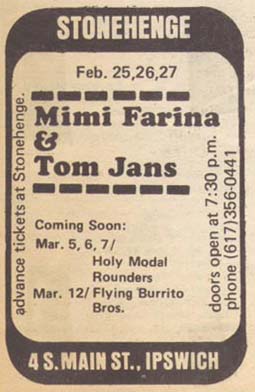 STONEHENGE
Feb. 25,26,27
Mimi Farina
&
Tom Jans
Coming Soon:
Mar. 5, 6, 7/
Holy Modal
Rounders
Mar. 12/ Flying Burrito
Bros.
advance tickets at Stonehenge.
doors open at 7:30 p.m.
phone (617)356-0441
4 S. MAIN ST., IPSWICH